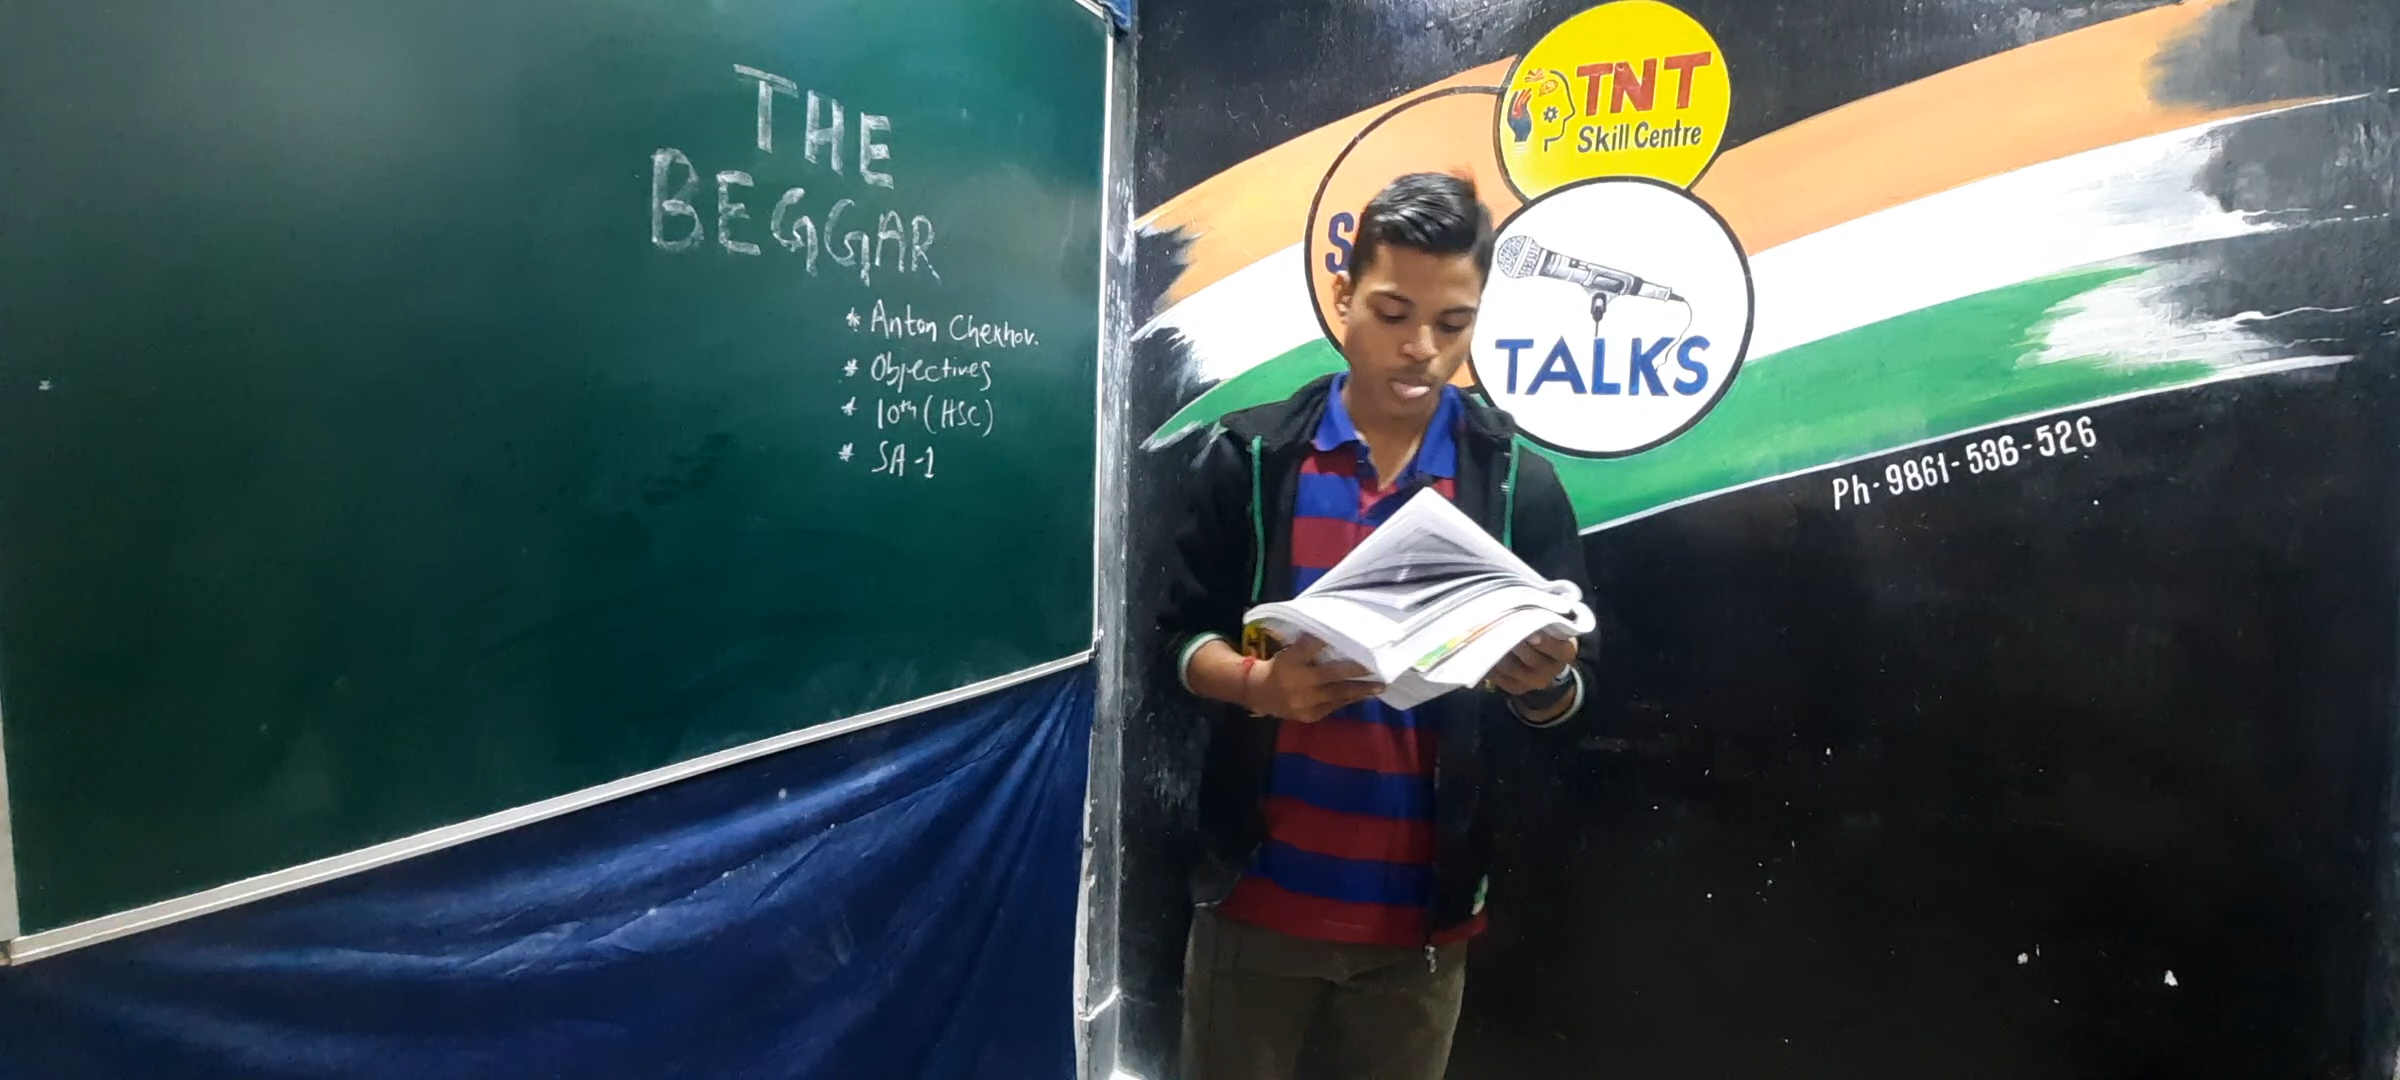 THE
BEGGAR
* Anton Chekhov.
* Objectives
* 10th (HSC)
* SA-1
TNT
Skill Centre
S
TALKS
Ph-9861-536-526